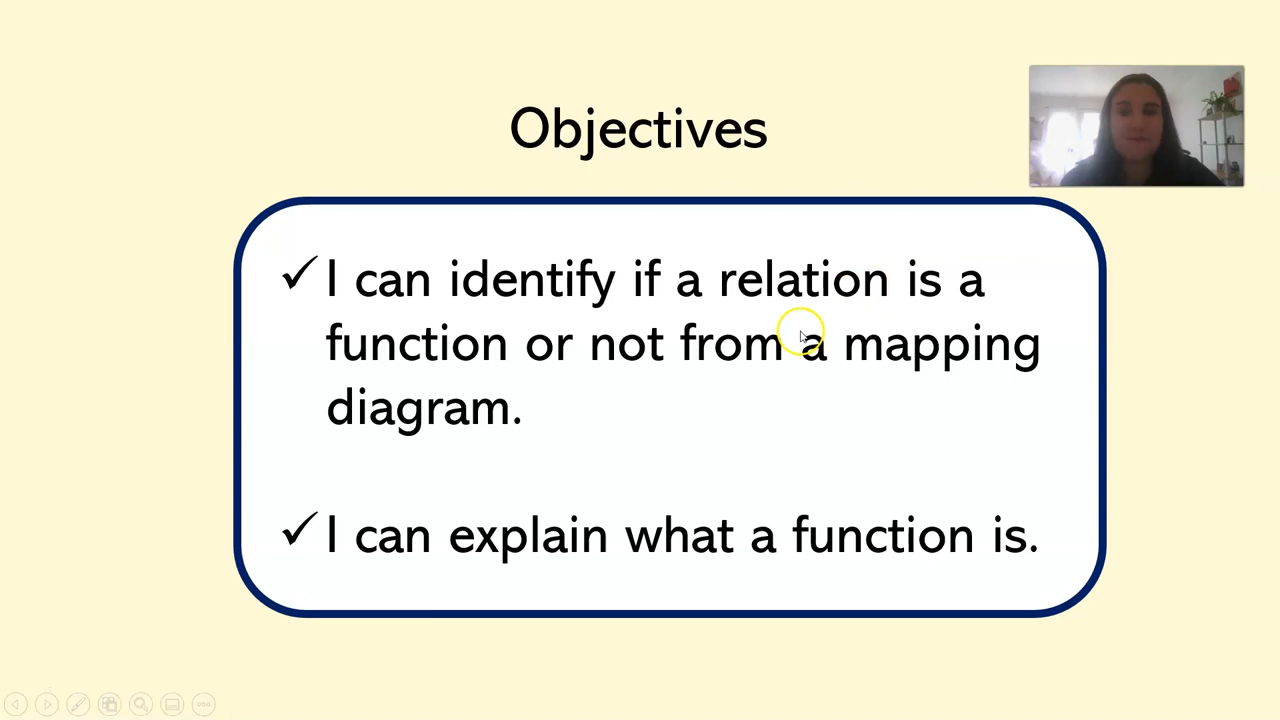 Objectives
✓ I can identify if a relation is a
function or not from a mapping
diagram.
✓ I can explain what a function is.